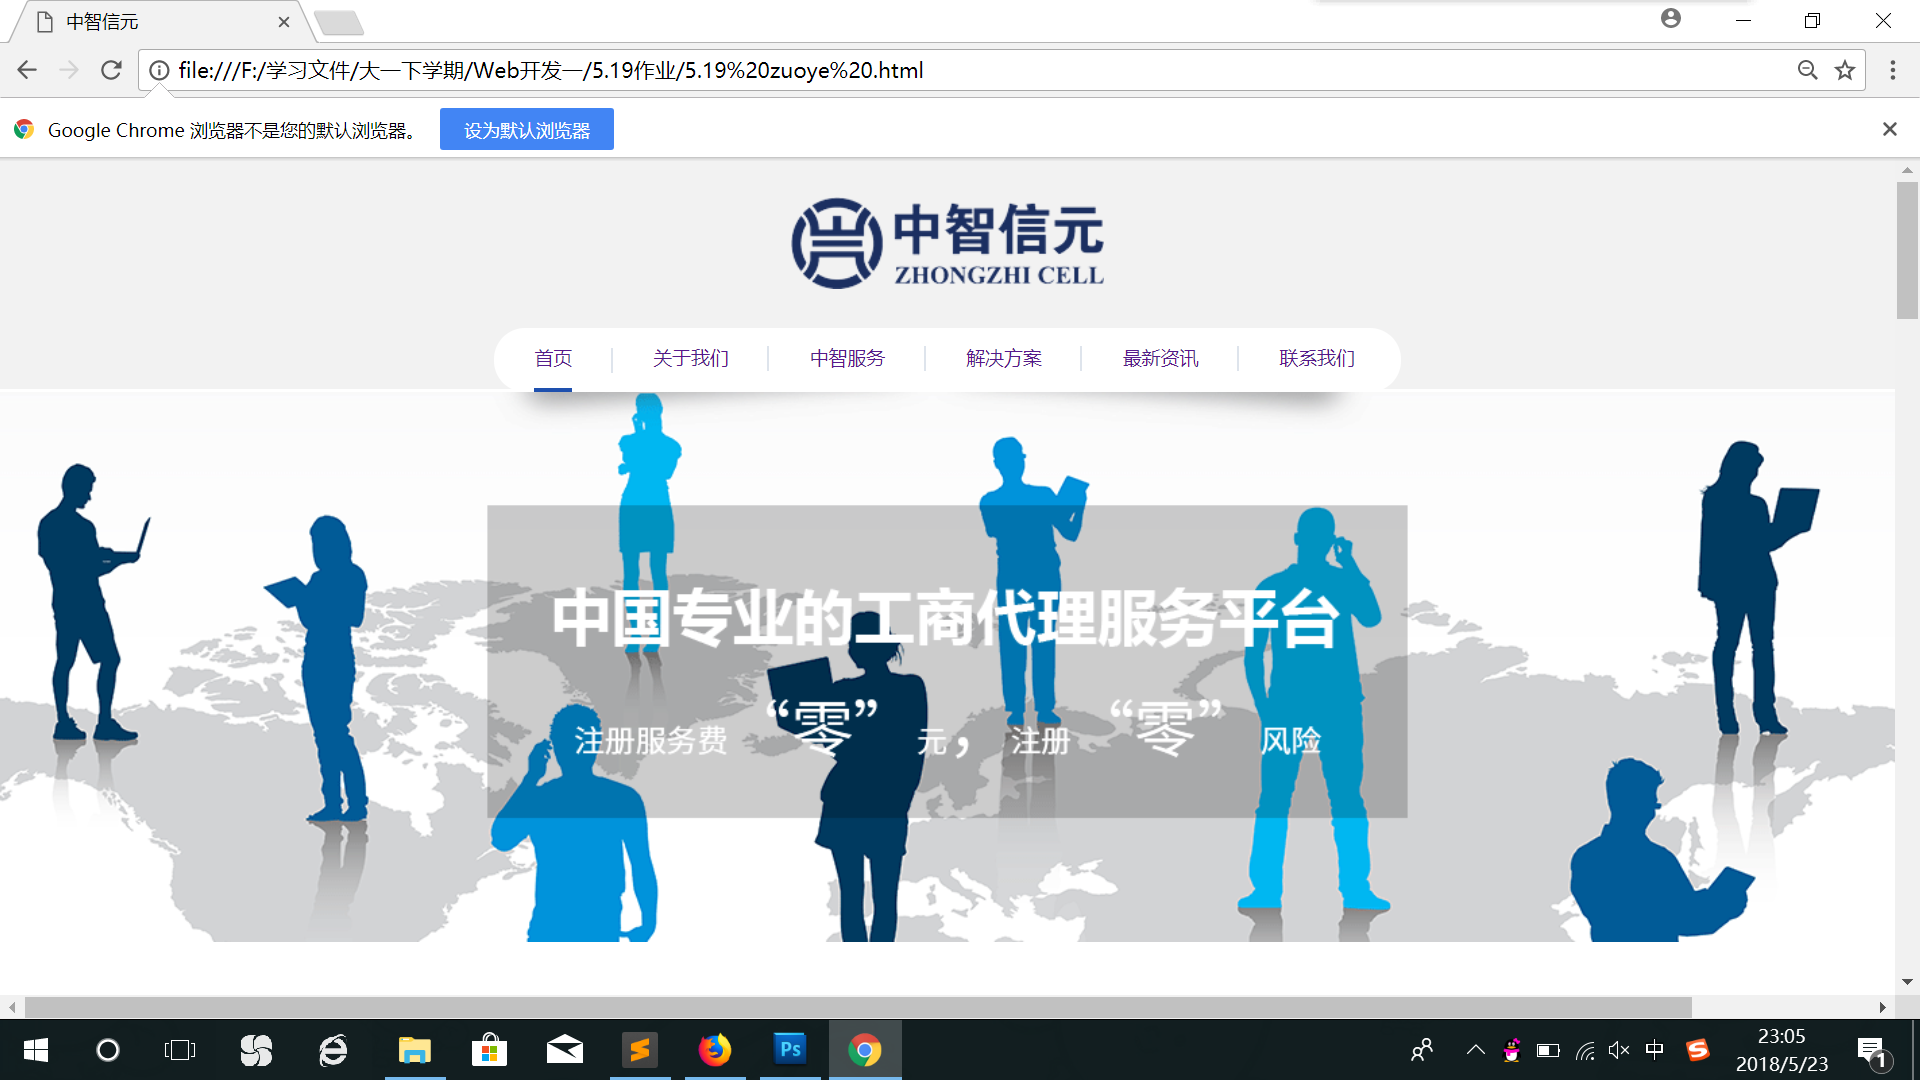 中智信元
file:///F:/学习文件/大一下学期/Web开发一/5.19作业/5.19%20zuoye%20.html
Google Chrome 浏览器不是您的默认浏览器。 设为默认浏览器
中智信元
ZHONGZHI CELL
首页 关于我们 中智服务 解决方案 最新资讯 联系我们
中国专业的工商代理服务平台
注册服务费 “零” 元， 注册 “零” 风险
Ps 中 S 23:05
2018/5/23 1